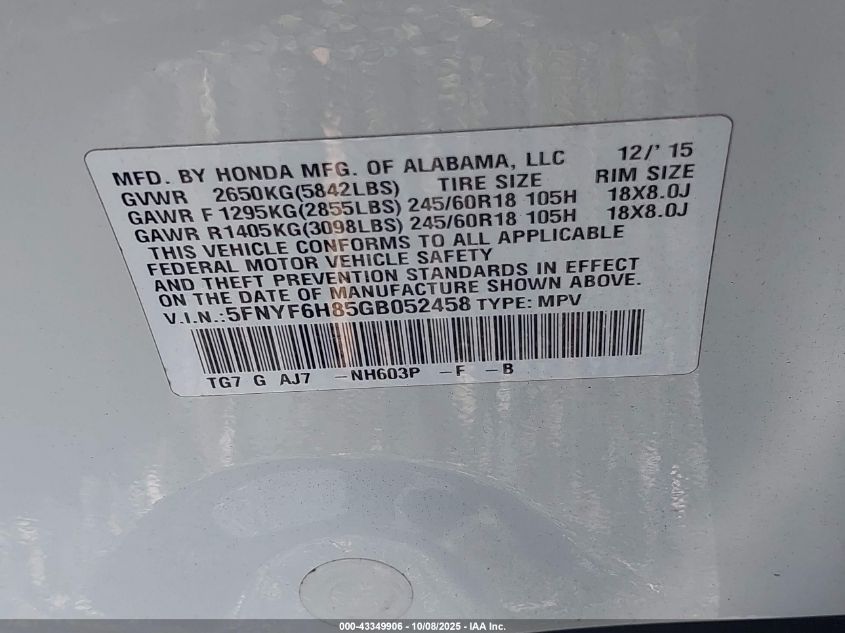 MFD. BY HONDA MFG. OF ALABAMA, LLC 12/' 15
GVWR 2650KG(5842LBS) TIRE SIZE RIM SIZE
GAWR F 1295KG(2855LBS) 245/60R18 105H 18X8.0J
GAWR R1405KG(3098LBS) 245/60R18 105H 18X8.0J
THIS VEHICLE CONFORMS TO ALL APPLICABLE
FEDERAL MOTOR VEHICLE SAFETY
AND THEFT PREVENTION STANDARDS IN EFFECT
ON THE DATE OF MANUFACTURE SHOWN ABOVE.
V.I.N.:5FNYF6H85GB052458 TYPE: MPV
TG7 G AJ7 -NH603P -F -B
000-43349906 - 10/08/2025 - IAA Inc.